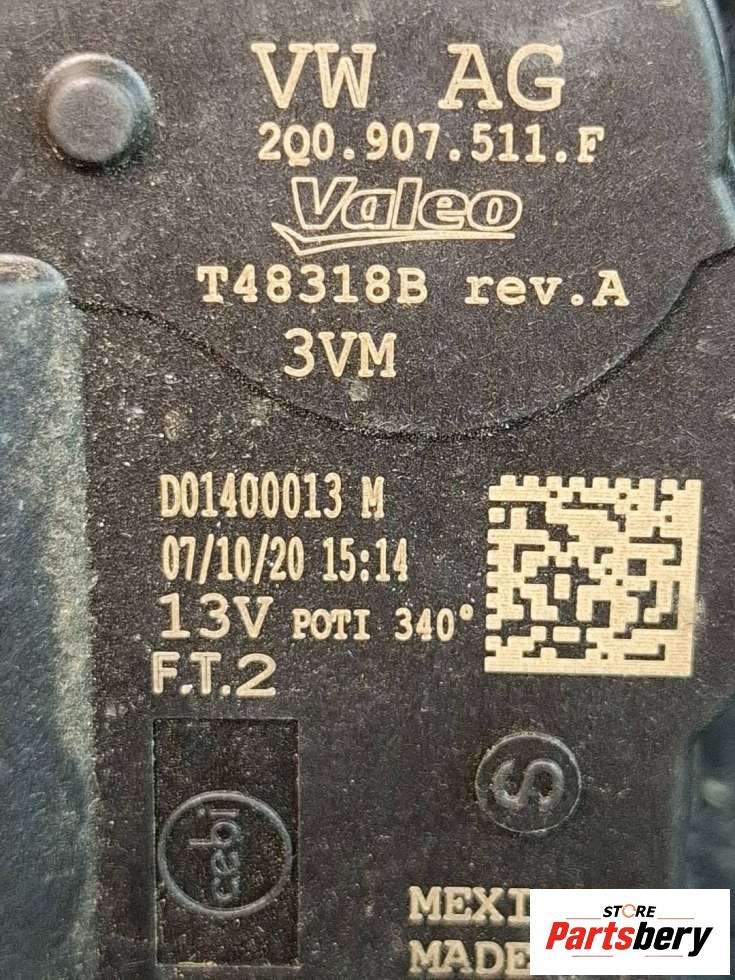 VW AG
2Q0.907.511.F
Valeo
T48318B rev.A
3VM
D01400013 M
07/10/20 15:14
13V POTI 340°
F.T.2
cebi
S
MEXI
MADE
STORE
Partsbery